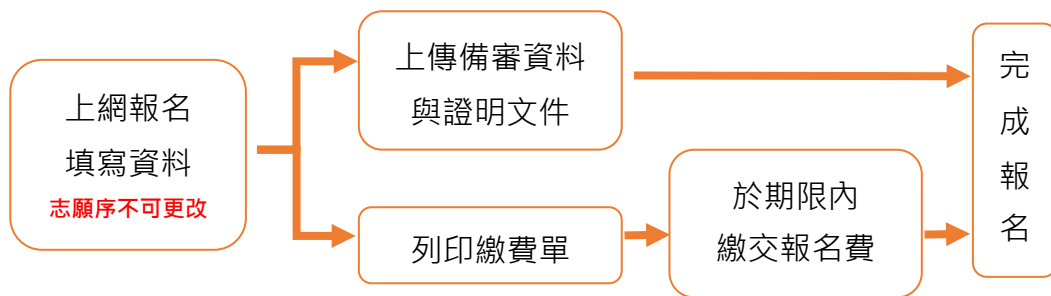 上網報名
填寫資料
志願序不可更改
上傳備審資料
與證明文件
列印繳費單
於期限內
繳交報名費
完
成
報
名